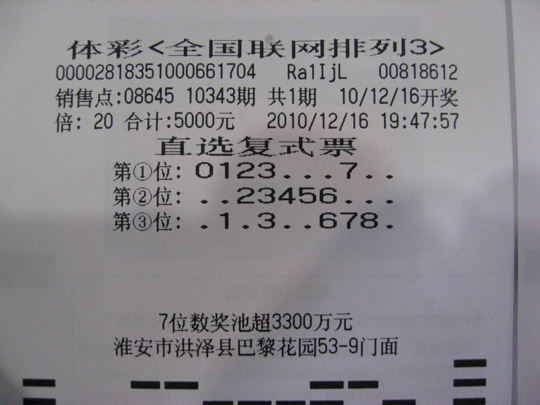 体彩<全国联网排列3>
00002818351000661704 Ra1IjL 00818612
销售点:08645 10343期 共1期 10/12/16开奖
倍: 20 合计:5000元 2010/12/16 19:47:57
直选复式票
第①位: 0123...7..
第②位: ..23456...
第③位: .1.3..678.
7位数奖池超3300万元
淮安市洪泽县巴黎花园53-9门面